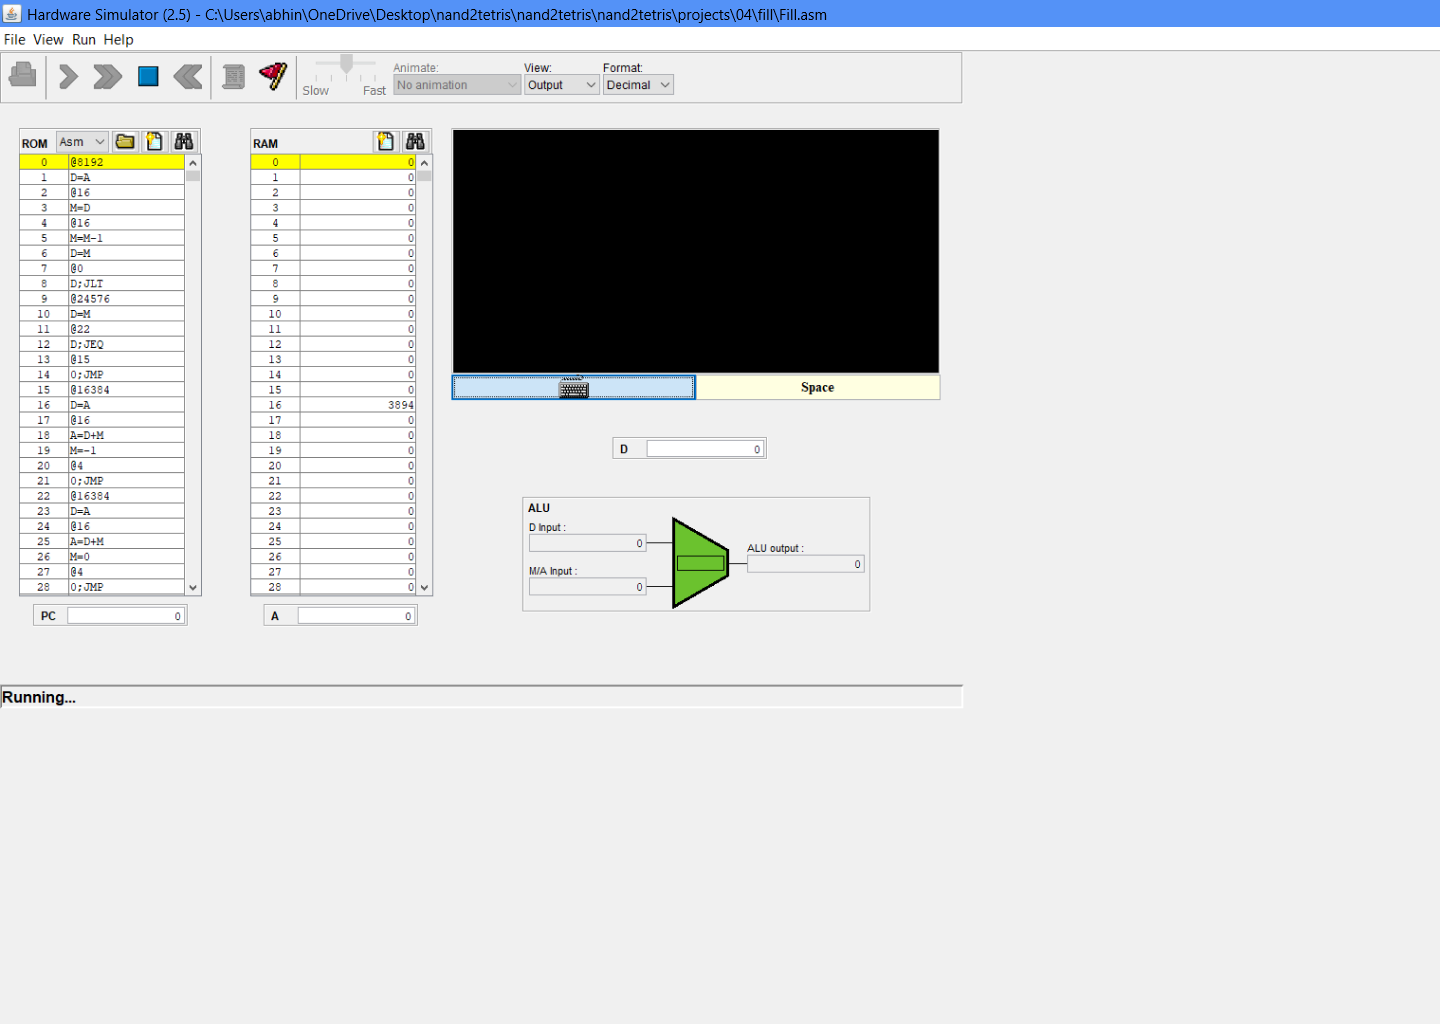 Hardware Simulator (2.5) - C:\Users\abhin\OneDrive\Desktop\nand2tetris\nand2tetris\nand2tetris\projects\04\fill\Fill.asm
File View Run Help
Slow Fast
Animate: View: Format:
No animation Output Decimal
ROM Asm
0 @8192
1 D=A
2 @16
3 M=D
4 @16
5 M=M-1
6 D=M
7 @0
8 D;JLT
9 @24576
10 D=M
11 @22
12 D;JEQ
13 @15
14 0;JMP
15 @16384
16 D=A
17 @16
18 A=D+M
19 M=-1
20 @4
21 0;JMP
22 @16384
23 D=A
24 @16
25 A=D+M
26 M=0
27 @4
28 0;JMP
PC 0
RAM
0 0
1 0
2 0
3 0
4 0
5 0
6 0
7 0
8 0
9 0
10 0
11 0
12 0
13 0
14 0
15 0
16 3894
17 0
18 0
19 0
20 0
21 0
22 0
23 0
24 0
25 0
26 0
27 0
28 0
A 0
Space
D 0
ALU
D Input :
0
M/A Input :
0
ALU output :
0
Running...